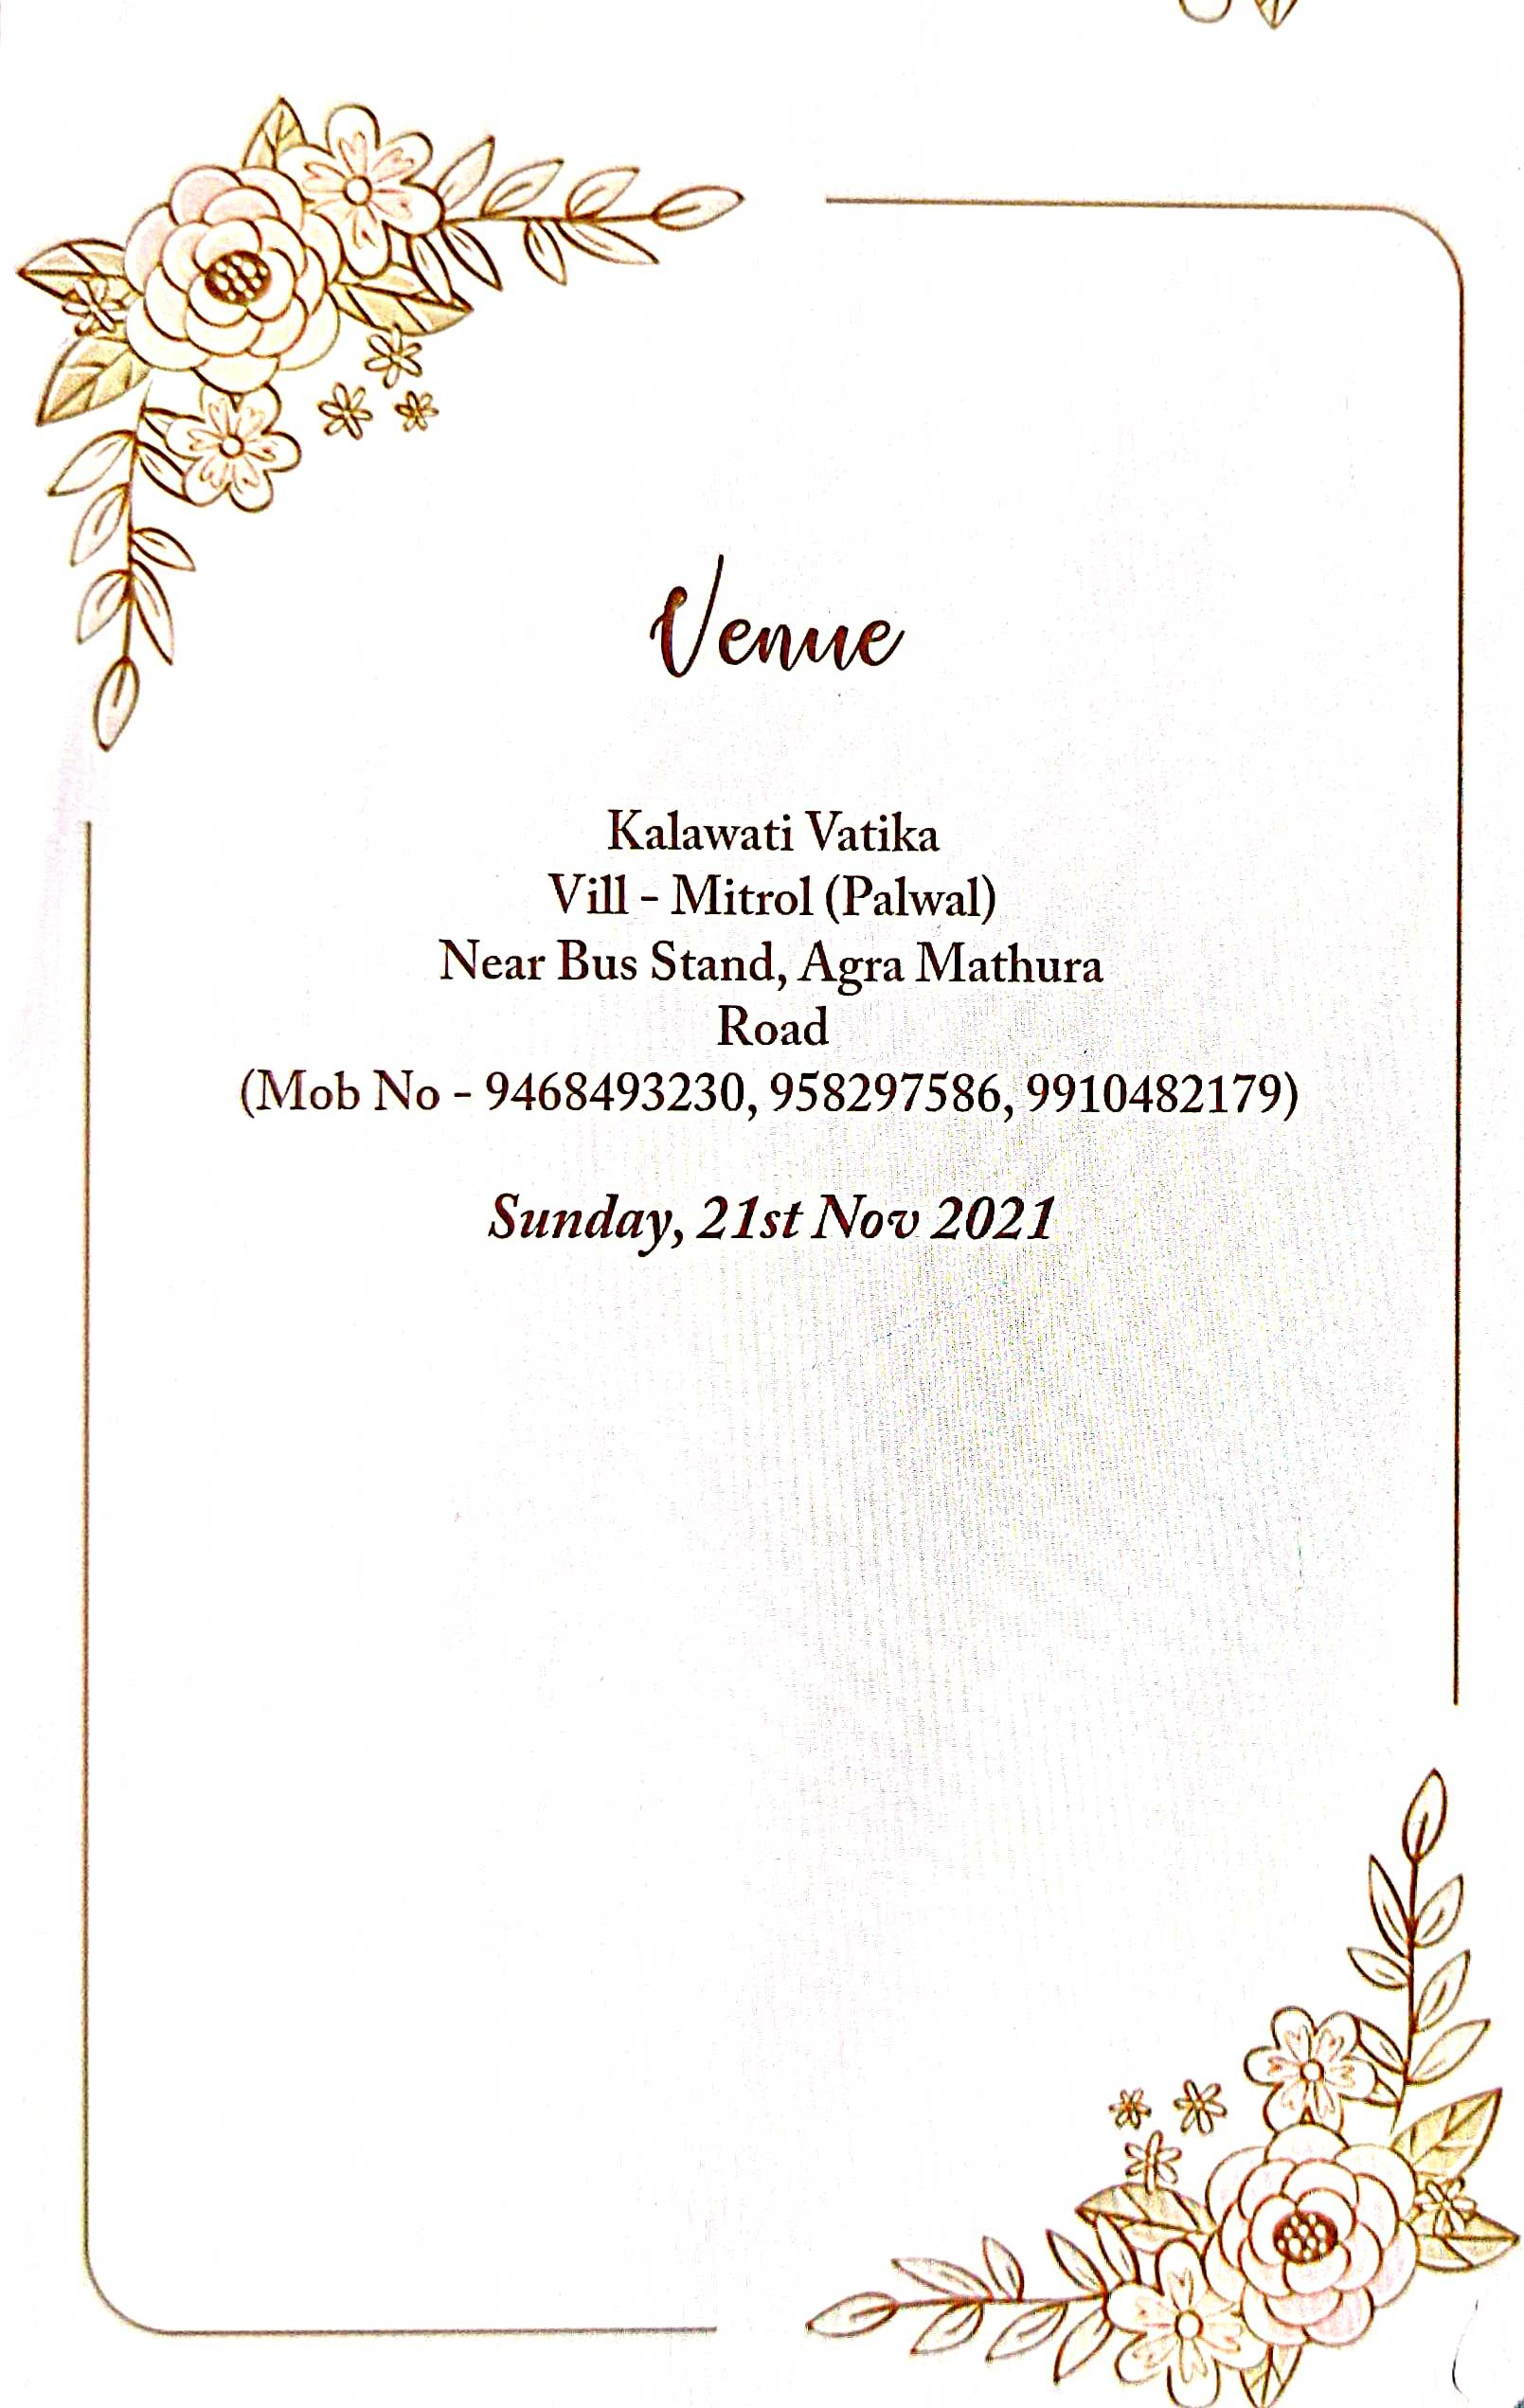 Venue
Kalawati Vatika
Vill - Mitrol (Palwal)
Near Bus Stand, Agra Mathura
Road
(Mob No - 9468493230, 958297586, 9910482179)
Sunday, 21st Nov 2021